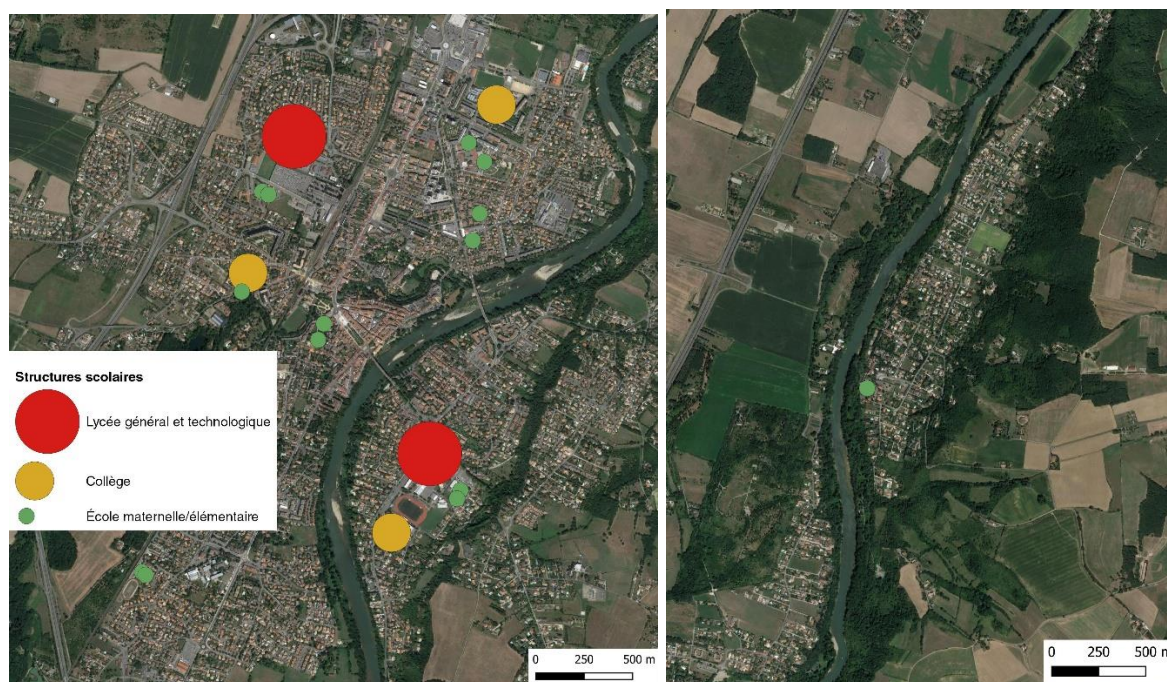 Structures scolaires
Lycée général et technologique
Collège
École maternelle/élémentaire
0 250 500 m
0 250 500 m